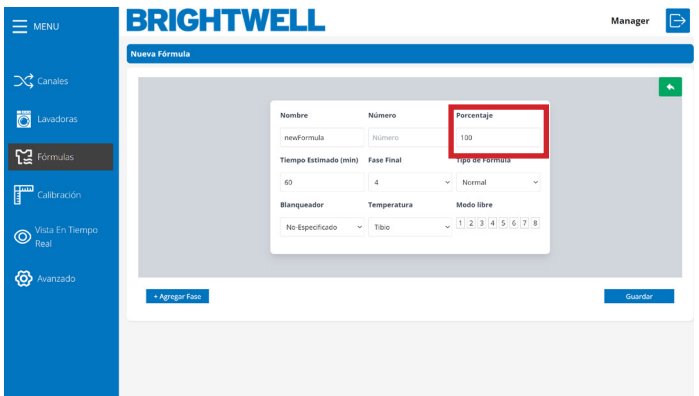 MENU
BRIGHTWELL
Manager
Nueva Fórmula
Canales
Lavadoras
Fórmulas
Calibración
Vista En Tiempo
Real
Avanzado
Nombre Número Porcentaje
newFormula Número 100
Tiempo Estimado (min) Fase Final Tipo de Fórmula
60 4 Normal
Blanqueador Temperatura Modo libre
No Especificado Tibio 1 2 3 4 5 6 7 8
+ Agregar Fase
Guardar